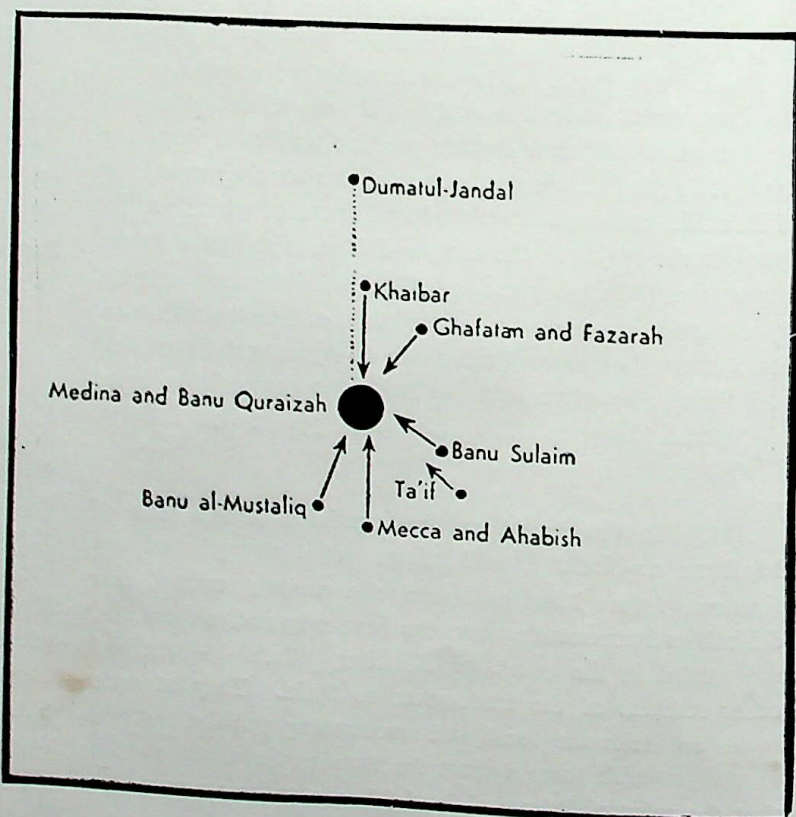 Dumatul-Jandal
Khaibar
Ghafatan and Fazarah
Medina and Banu Quraizah
Banu Sulaim
Ta'if
Banu al-Mustaliq
Mecca and Ahabish